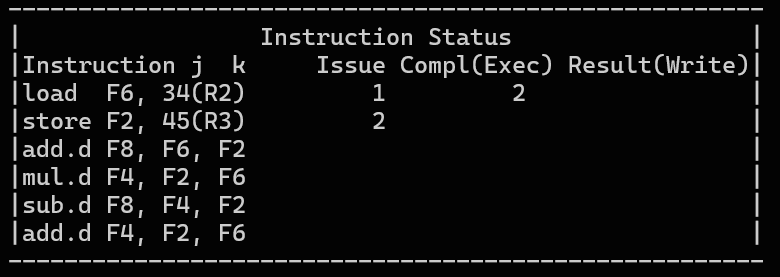 Instruction Status
Instruction j k Issue Compl(Exec) Result(Write)
load F6, 34(R2) 1 2
store F2, 45(R3) 2
add.d F8, F6, F2
mul.d F4, F2, F6
sub.d F8, F4, F2
add.d F4, F2, F6